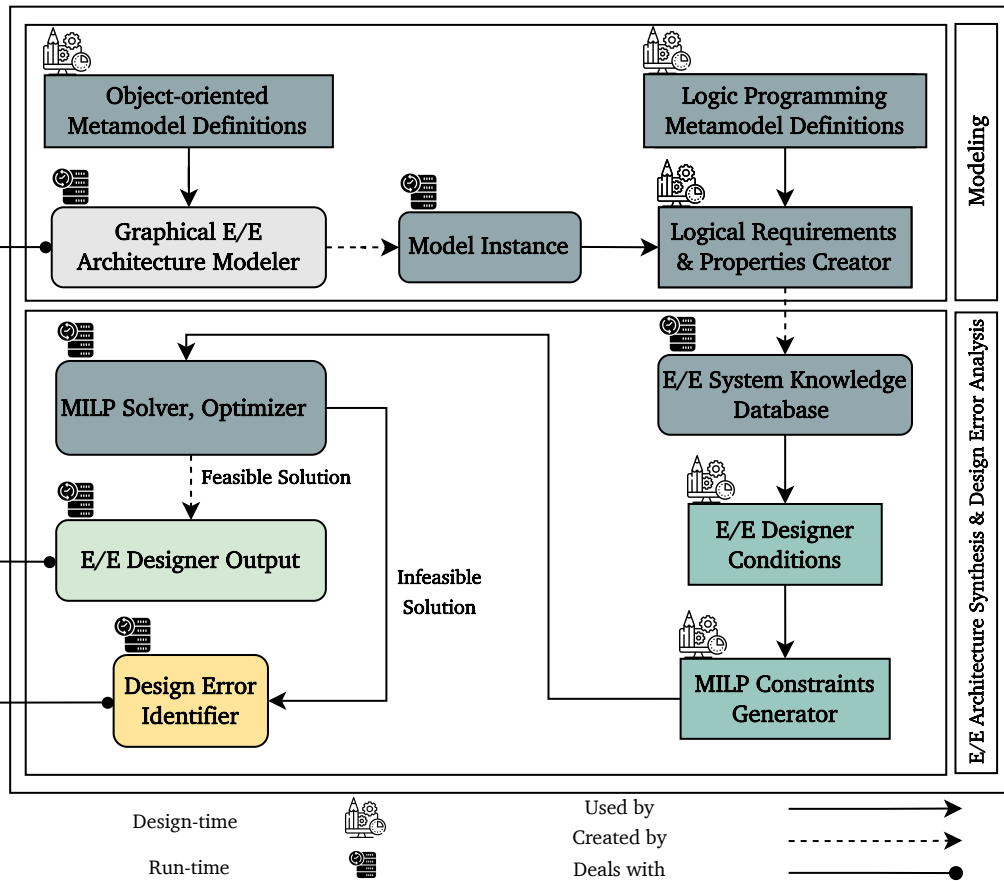 Object-oriented
Metamodel Definitions
Logic Programming
Metamodel Definitions
Graphical E/E
Architecture Modeler
Model Instance
Logical Requirements
& Properties Creator
Modeling
MILP Solver, Optimizer
E/E System Knowledge
Database
Feasible Solution
E/E Designer Output
E/E Designer
Conditions
Infeasible
Solution
Design Error
Identifier
MILP Constraints
Generator
E/E Architecture Synthesis & Design Error Analysis
Design-time
Used by
Created by
Run-time
Deals with